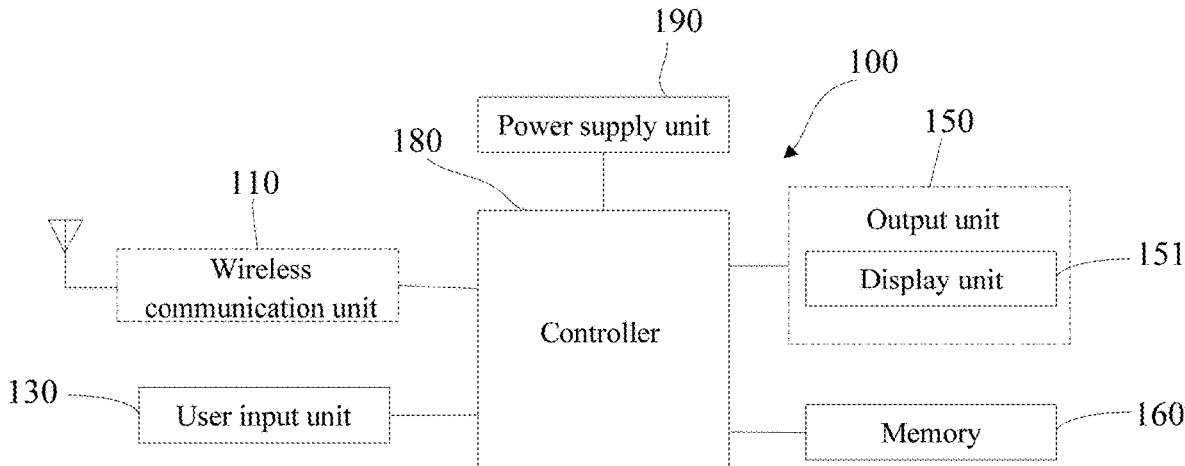 190
100
Power supply unit
180
150
110
Output unit
151
Wireless
communication unit
Display unit
Controller
130
User input unit
160
Memory